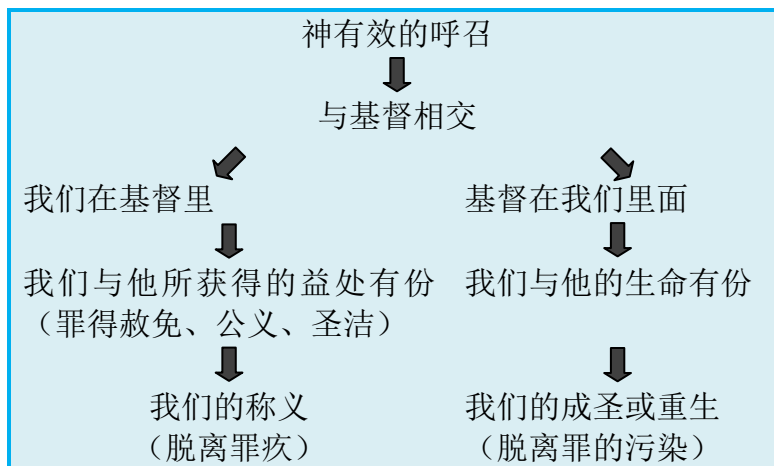 神有效的呼召
与基督相交
我们在基督里
基督在我们里面
我们与他所获得的益处有份
（罪得赦免、公义、圣洁）
我们与他的生命有份
我们的称义
（脱离罪疚）
我们的成圣或重生
（脱离罪的污染）